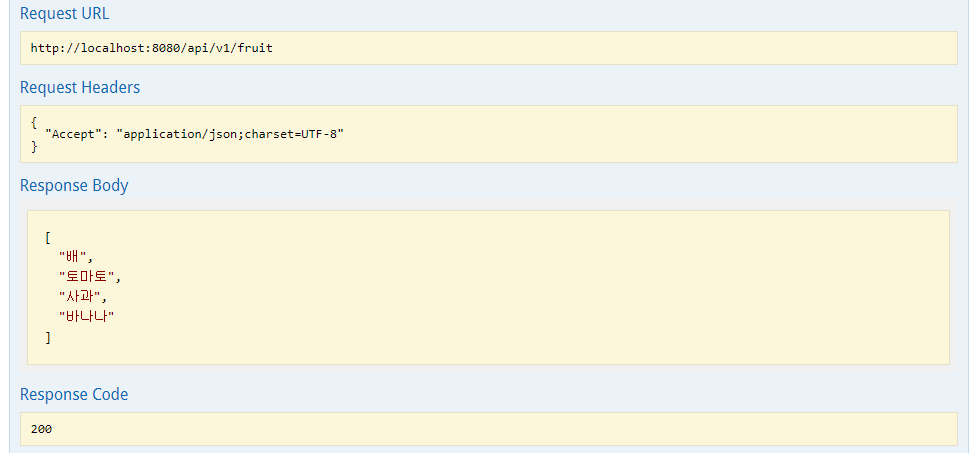 Request URL
http://localhost:8080/api/v1/fruit
Request Headers
{
"Accept": "application/json;charset=UTF-8"
}
Response Body
[
"배",
"토마토",
"사과",
"바나나"
]
Response Code
200